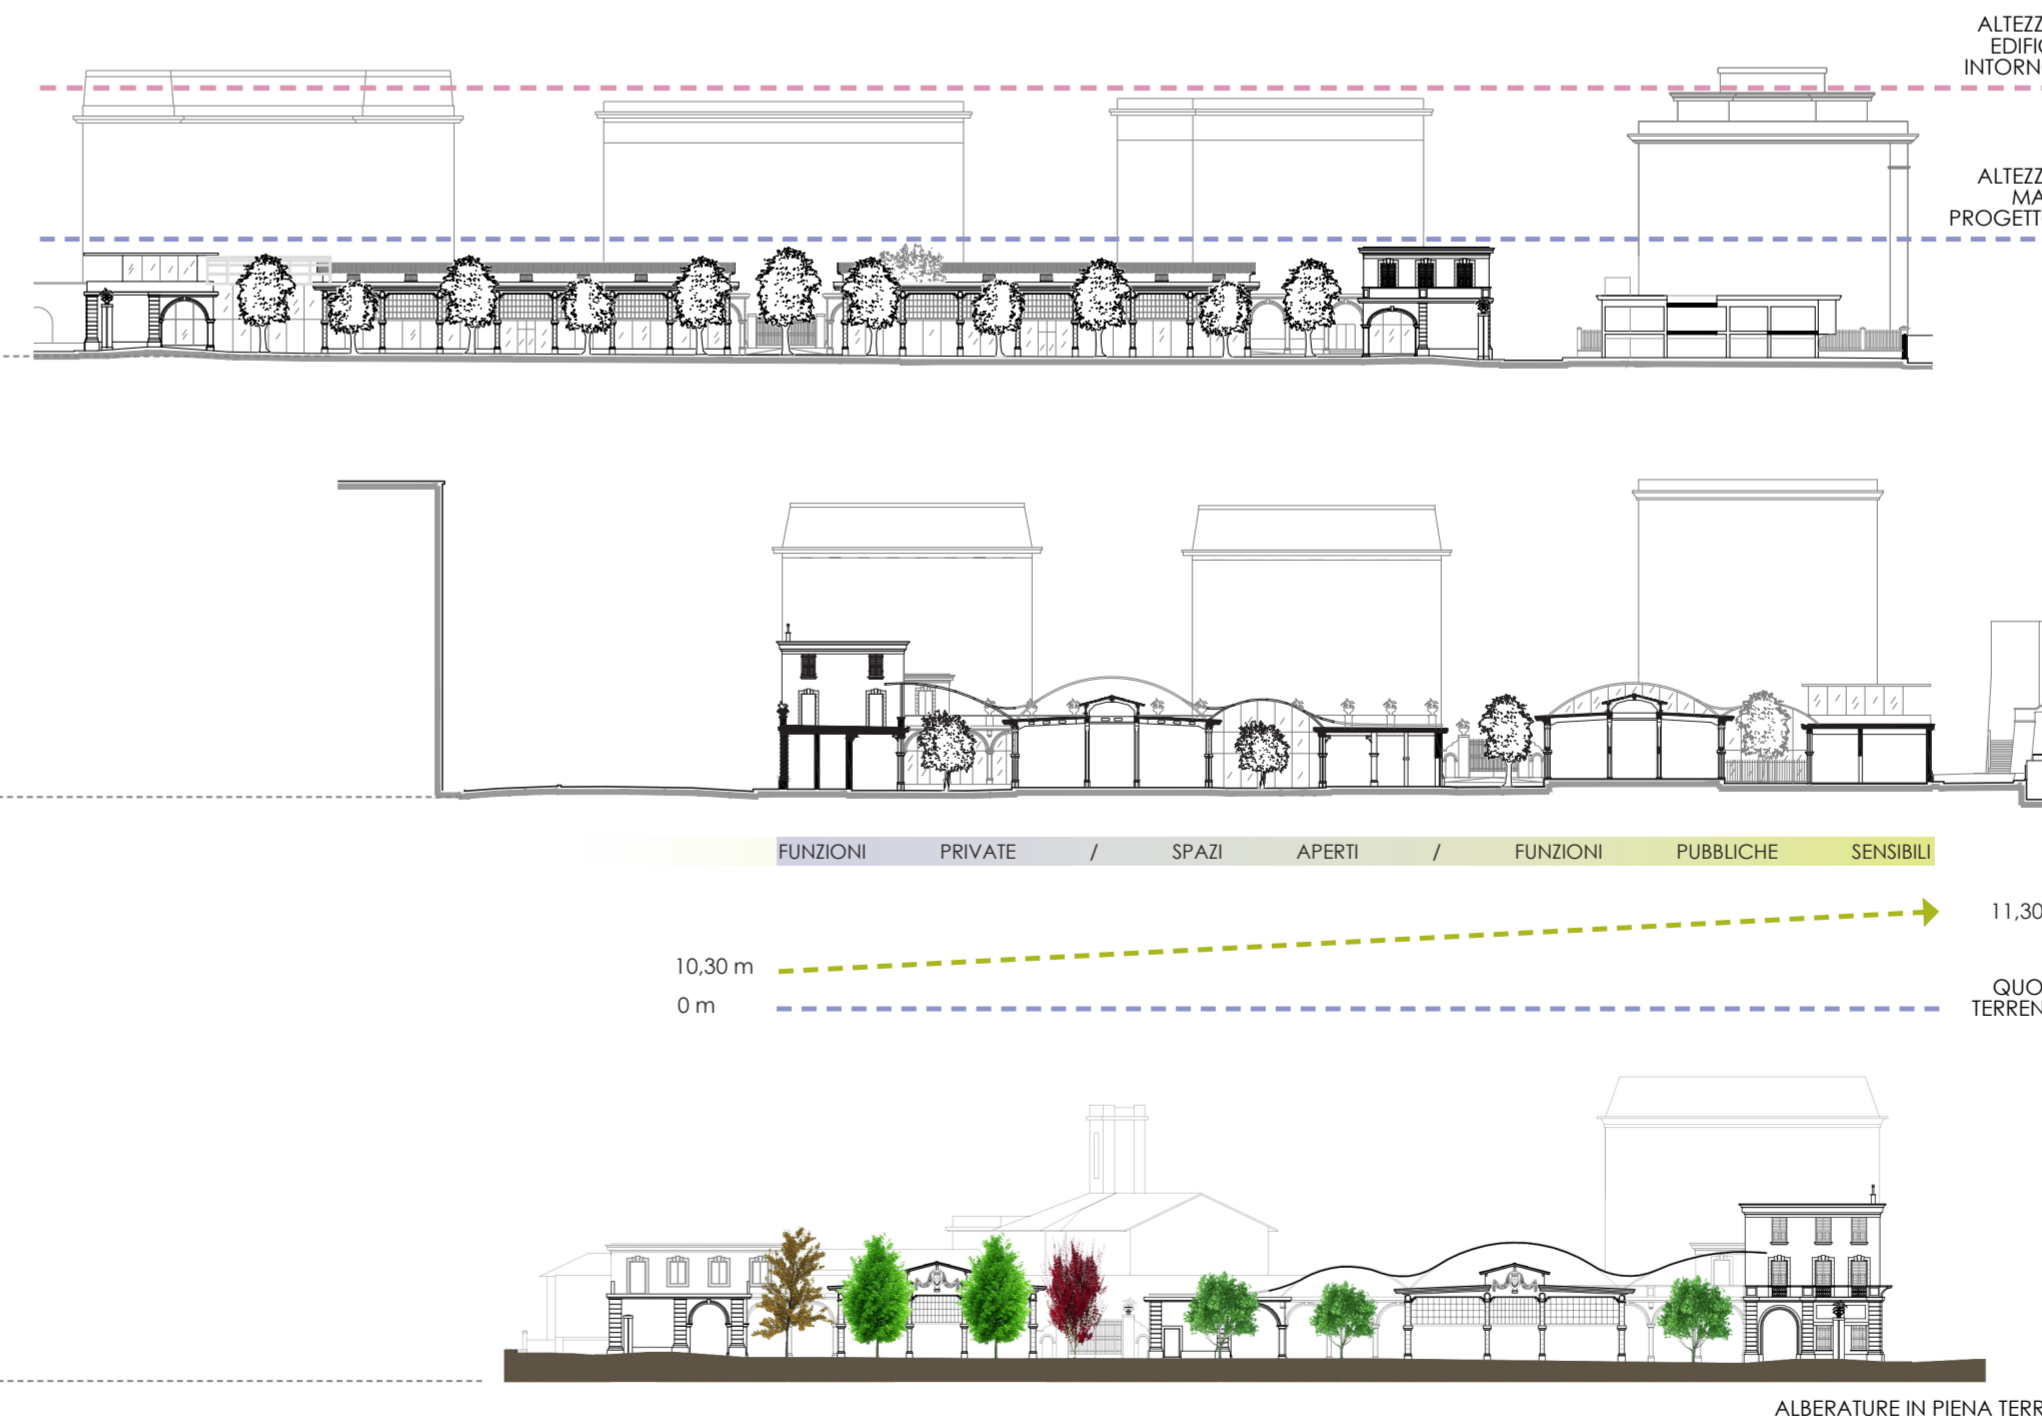 ALTEZZ
EDIFIC
INTORN
ALTEZZ
MA
PROGETT
FUNZIONI PRIVATE / SPAZI APERTI / FUNZIONI PUBBLICHE SENSIBILI
11,30
10,30 m
0 m
QUO
TERREN
ALBERATURE IN PIENA TERR